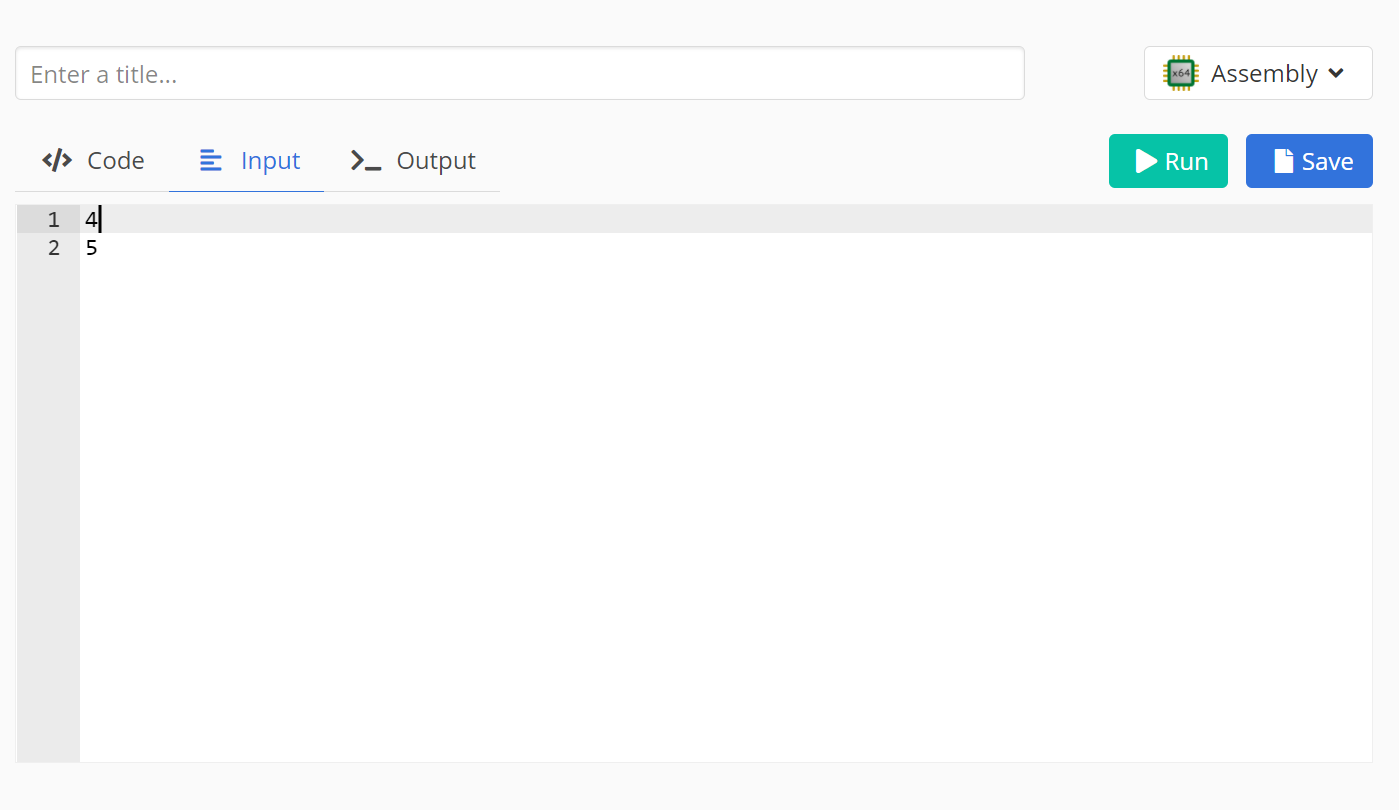 Enter a title...
x64 Assembly
</> Code Input >_ Output Run Save
1 4
2 5